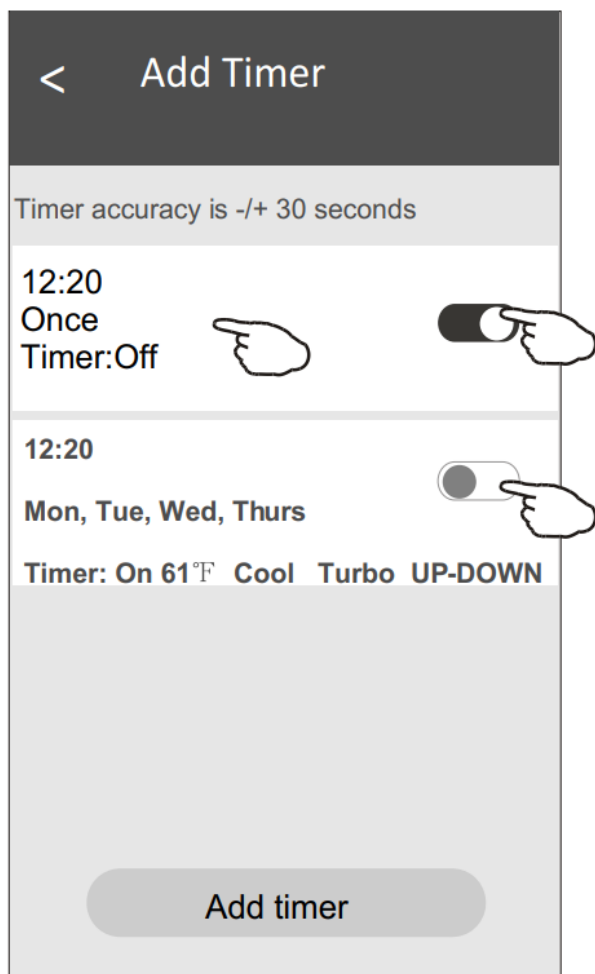 < Add Timer
Timer accuracy is -/+ 30 seconds
12:20
Once
Timer:Off
12:20
Mon, Tue, Wed, Thurs
Timer: On 61℉ Cool Turbo UP-DOWN
Add timer